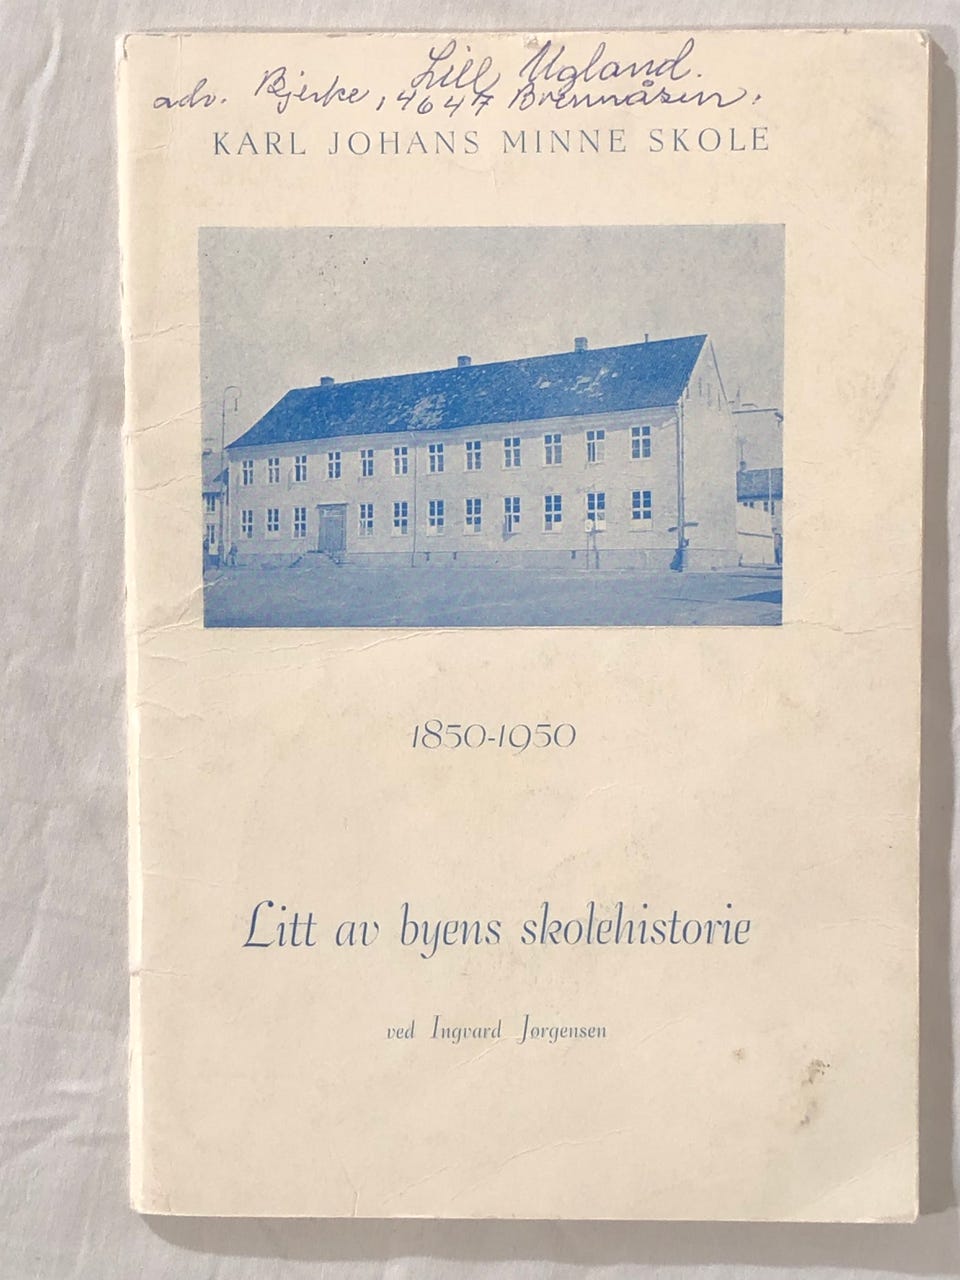 Lill Ugland.
adr. Bjerke, 4647 Brennåsen.
KARL JOHANS MINNE SKOLE
1850-1950
Litt av byens skolehistorie
ved Ingvard Jørgensen